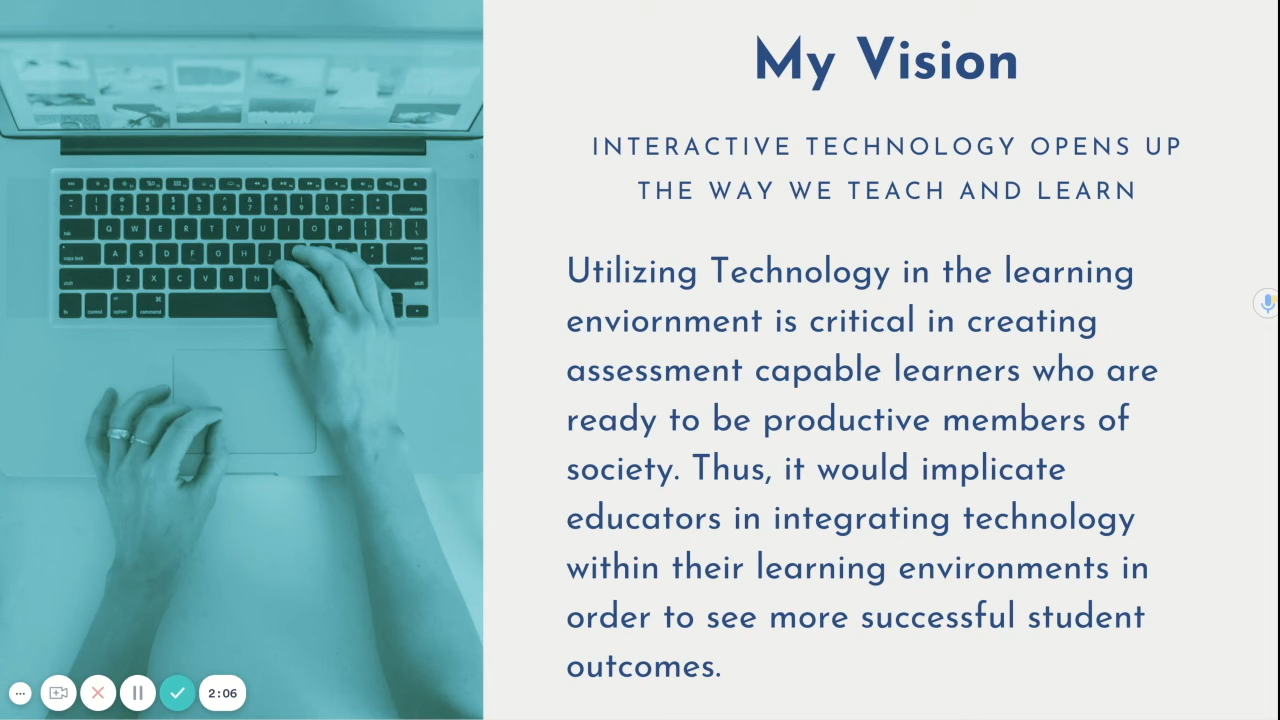 My Vision
INTERACTIVE TECHNOLOGY OPENS UP
THE WAY WE TEACH AND LEARN
Utilizing Technology in the learning
enviornment is critical in creating
assessment capable learners who are
ready to be productive members of
society. Thus, it would implicate
educators in integrating technology
within their learning environments in
order to see more successful student
outcomes.
Q W E R T Y U I O P
A S D F G H J
Z X C V B N
2:06